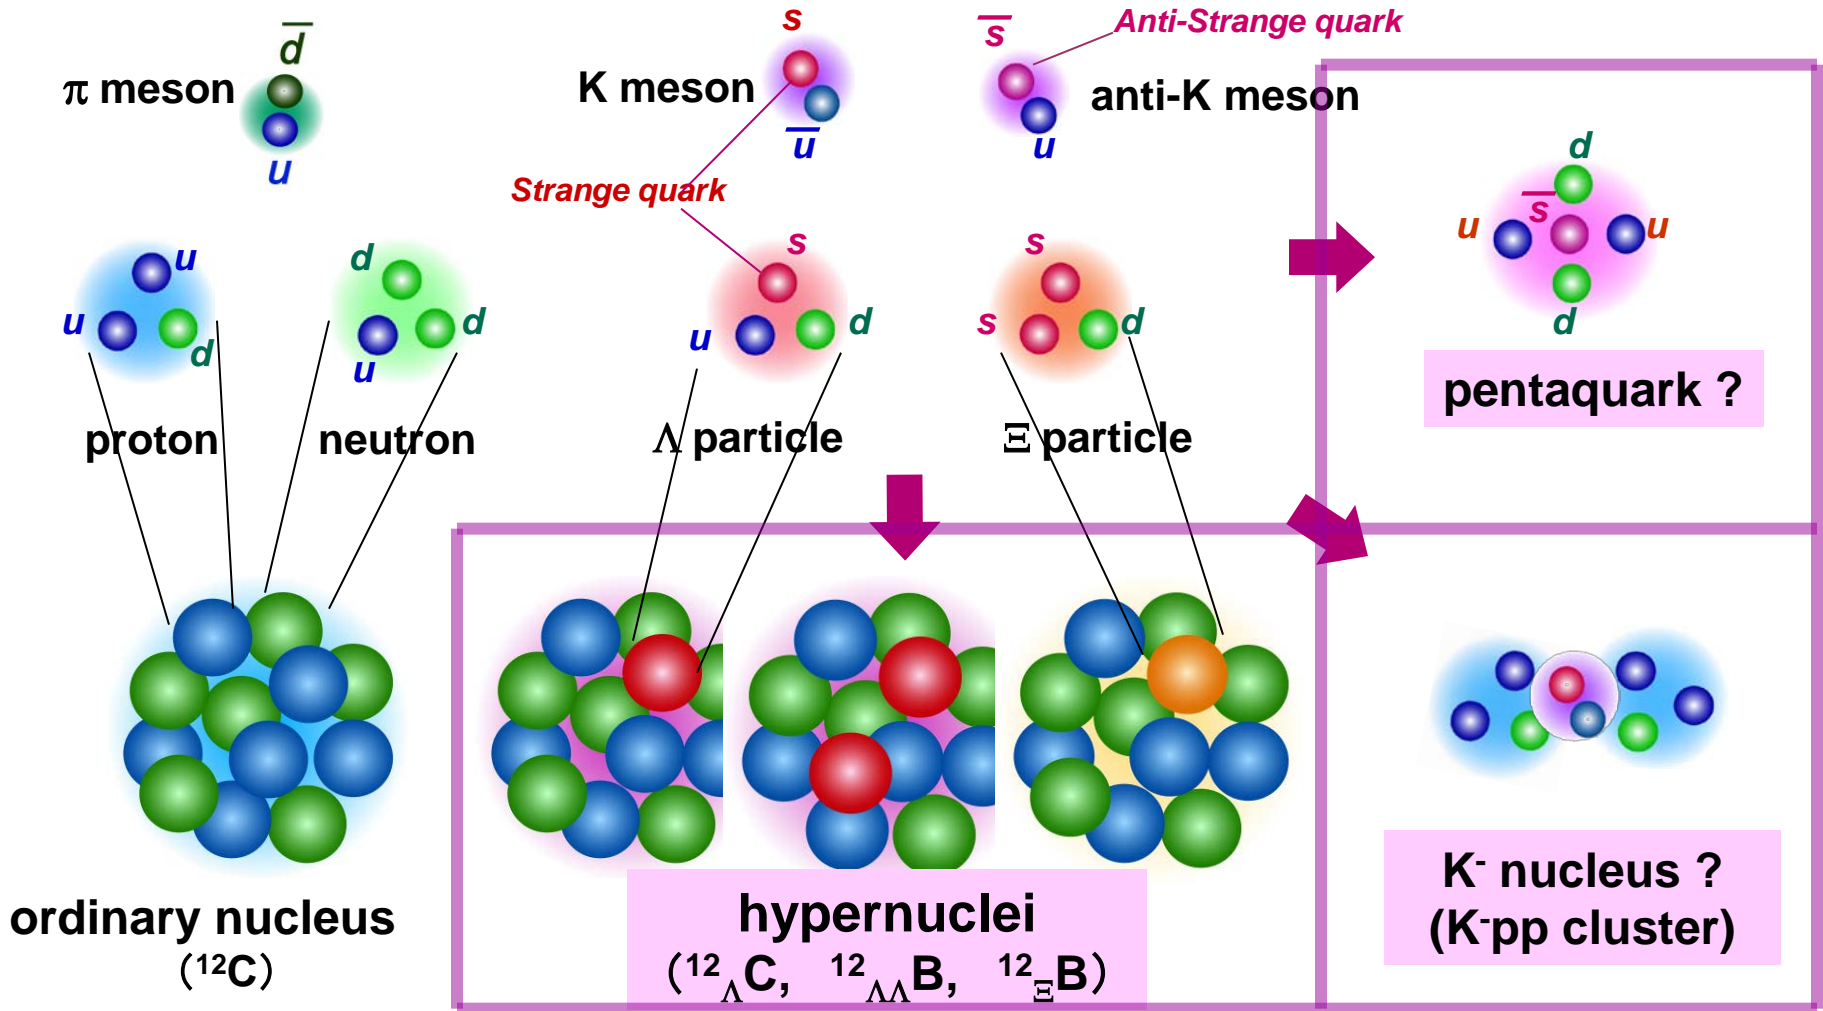 d̅
π meson
u
s
K meson
u̅
s̅
Anti-Strange quark
anti-K meson
u
Strange quark
u
u
d
proton
d
d
u
neutron
s
u
d
Λ particle
s
s
d
Ξ particle
d
s̅
u
u
d
pentaquark ?
ordinary nucleus
(¹²C)
hypernuclei
(¹²ΛC, ¹²ΛΛB, ¹²ΞB)
K⁻ nucleus ?
(K⁻pp cluster)